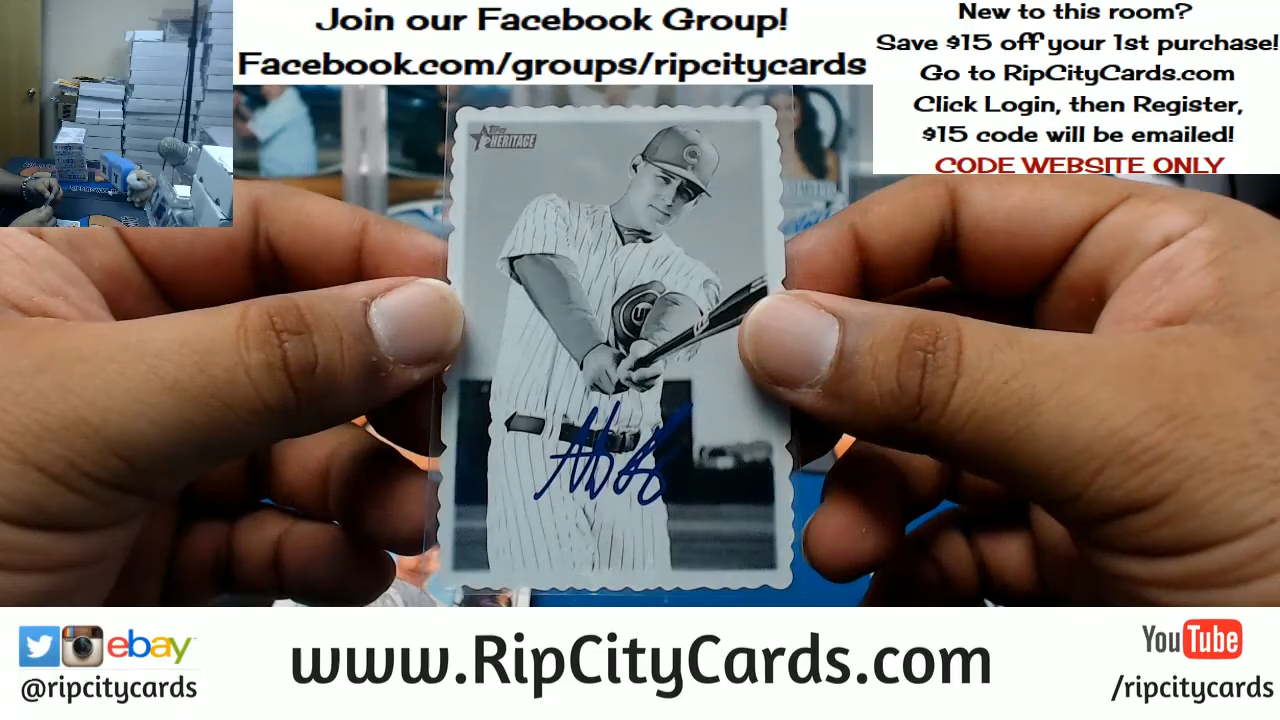 Join our Facebook Group!
Facebook.com/groups/ripcitycards
New to this room?
Save $15 off your 1st purchase!
Go to RipCityCards.com
Click Login, then Register,
$15 code will be emailed!
CODE WEBSITE ONLY
Topps
HERITAGE
C
ebay
@ripcitycards
www.RipCityCards.com
YouTube
/ripcitycards